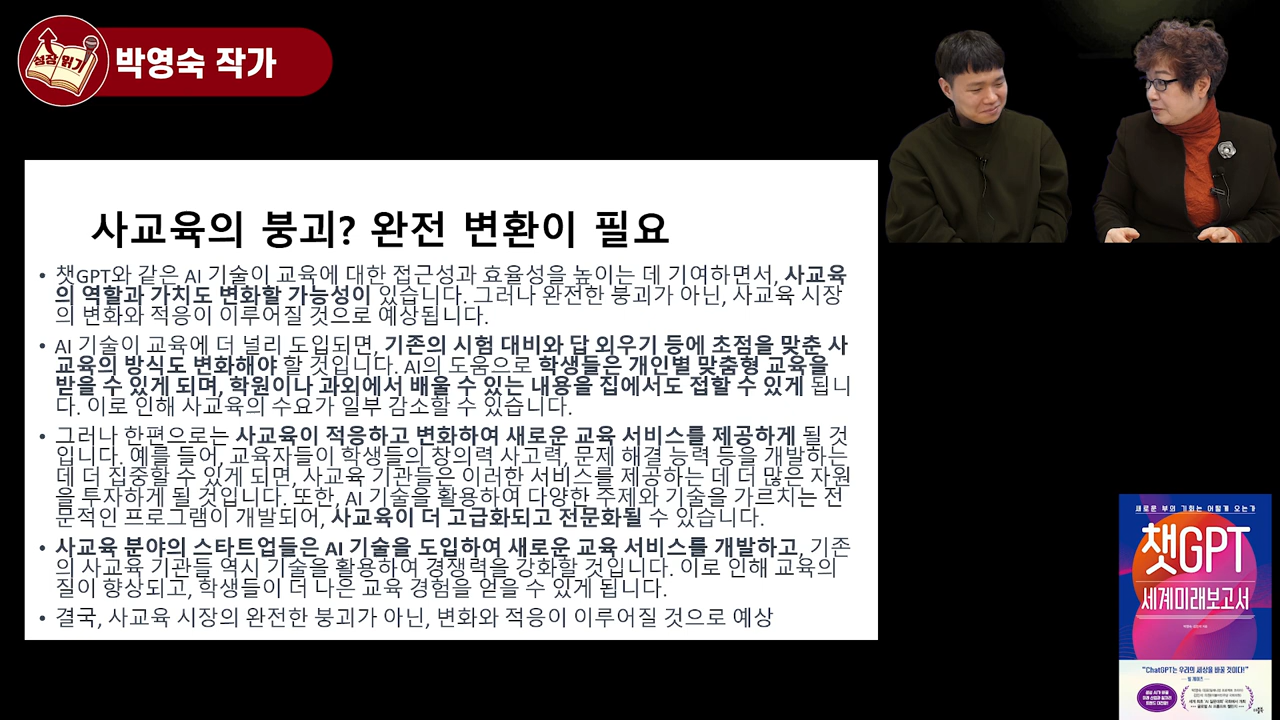 성장 읽기
박영숙 작가
사교육의 붕괴? 완전 변환이 필요
• 챗GPT와 같은 AI 기술이 교육에 대한 접근성과 효율성을 높이는 데 기여하면서, 사교육
의 역할과 가치도 변화할 가능성이 있습니다. 그러나 완전한 붕괴가 아닌, 사교육 시장
의 변화와 적응이 이루어질 것으로 예상됩니다.
• AI 기술이 교육에 더 널리 도입되면, 기존의 시험 대비와 답 외우기 등에 초점을 맞춘 사
교육의 방식도 변화해야 할 것입니다. AI의 도움으로 학생들은 개인별 맞춤형 교육을
받을 수 있게 되며, 학원이나 과외에서 배울 수 있는 내용을 집에서도 접할 수 있게 됩니
다. 이로 인해 사교육의 수요가 일부 감소할 수 있습니다.
• 그러나 한편으로는 사교육이 적응하고 변화하여 새로운 교육 서비스를 제공하게 될 것
입니다. 예를 들어, 교육자들이 학생들의 창의력 사고력, 문제 해결 능력 등을 개발하는
데 더 집중할 수 있게 되면, 사교육 기관들은 이러한 서비스를 제공하는 데 더 많은 자원
을 투자하게 될 것입니다. 또한, AI 기술을 활용하여 다양한 주제와 기술을 가르치는 전
문적인 프로그램이 개발되어, 사교육이 더 고급화되고 전문화될 수 있습니다.
• 사교육 분야의 스타트업들은 AI 기술을 도입하여 새로운 교육 서비스를 개발하고, 기존
의 사교육 기관들 역시 기술을 활용하여 경쟁력을 강화할 것입니다. 이로 인해 교육의
질이 향상되고, 학생들이 더 나은 교육 경험을 얻을 수 있게 됩니다.
• 결국, 사교육 시장의 완전한 붕괴가 아닌, 변화와 적응이 이루어질 것으로 예상
새로운 부의 기회는 어떻게 오는가
챗GPT
세계미래보고서
"ChatGPT는 우리의 세상을 바꿀 것이다!"
— 빌 게이츠 —